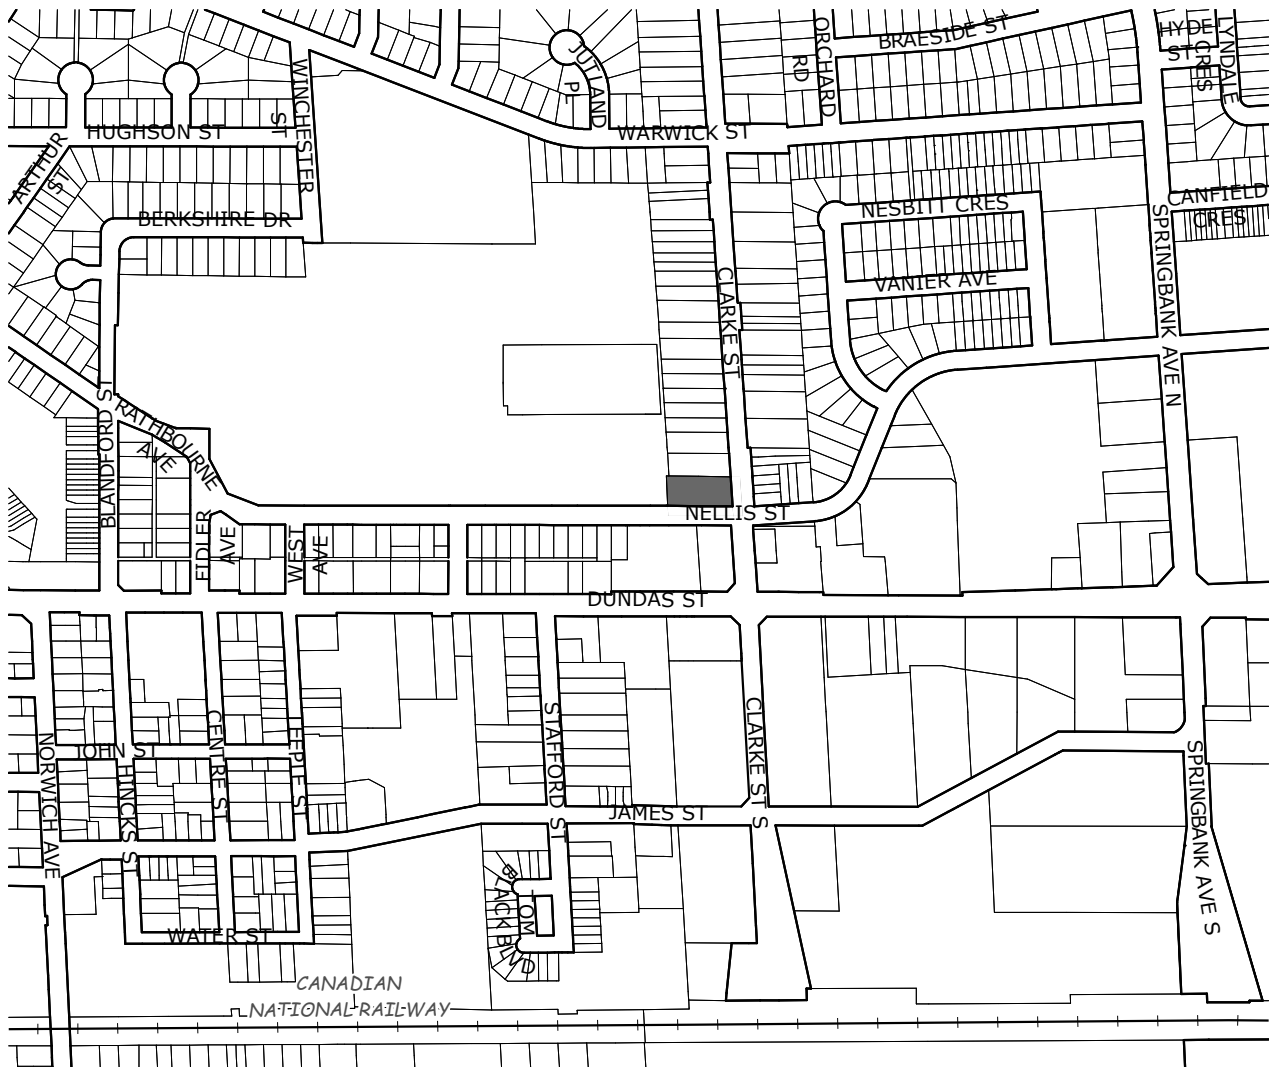 HYDE
ST
LYNDALE
CRES
BRAESIDE ST
ORCHARD
RD
JUTLAND
PL
WINCHESTER
ST
HUGHSON ST
WARWICK ST
ARTHUR
ST
BERKSHIRE DR
NESBITT CRES
CANFIELD
CRES
VANIER AVE
CLARKE ST
SPRINGBANK AVE N
RATHBOURNE
AVE
BLANDFORD ST
NELLIS ST
FIDLER
AVE
WEST
AVE
DUNDAS ST
NORWICH AVE
JOHN ST
HINCKS ST
CENTRE ST
TEEPLE ST
STAFFORD ST
CLARKE ST S
JAMES ST
SPRINGBANK AVE S
TOM
BLACK BLVD
WATER ST
CANADIAN
NATIONAL RAILWAY